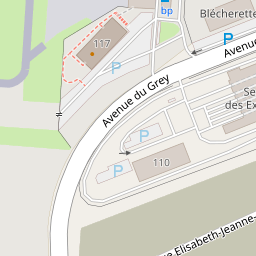 Blécherette
117
bp
P
P
Avenue
Avenue du Grey
P
Se
des Ex
P
110
P
e Elisabeth-Jeanne-